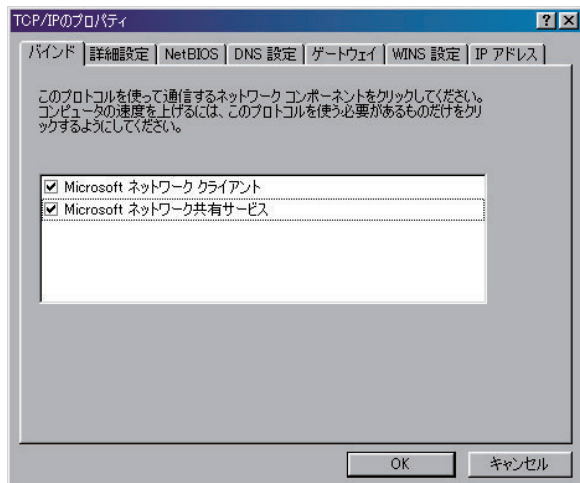 TCP/IPのプロパティ
バインド 詳細設定 NetBIOS DNS 設定 ゲートウェイ WINS 設定 IP アドレス
このプロトコルを使って通信するネットワーク コンポーネントをクリックしてください。
コンピュータの速度を上げるには、このプロトコルを使う必要があるものだけをクリ
ックするようにしてください。
Microsoft ネットワーク クライアント
Microsoft ネットワーク共有サービス
OK キャンセル